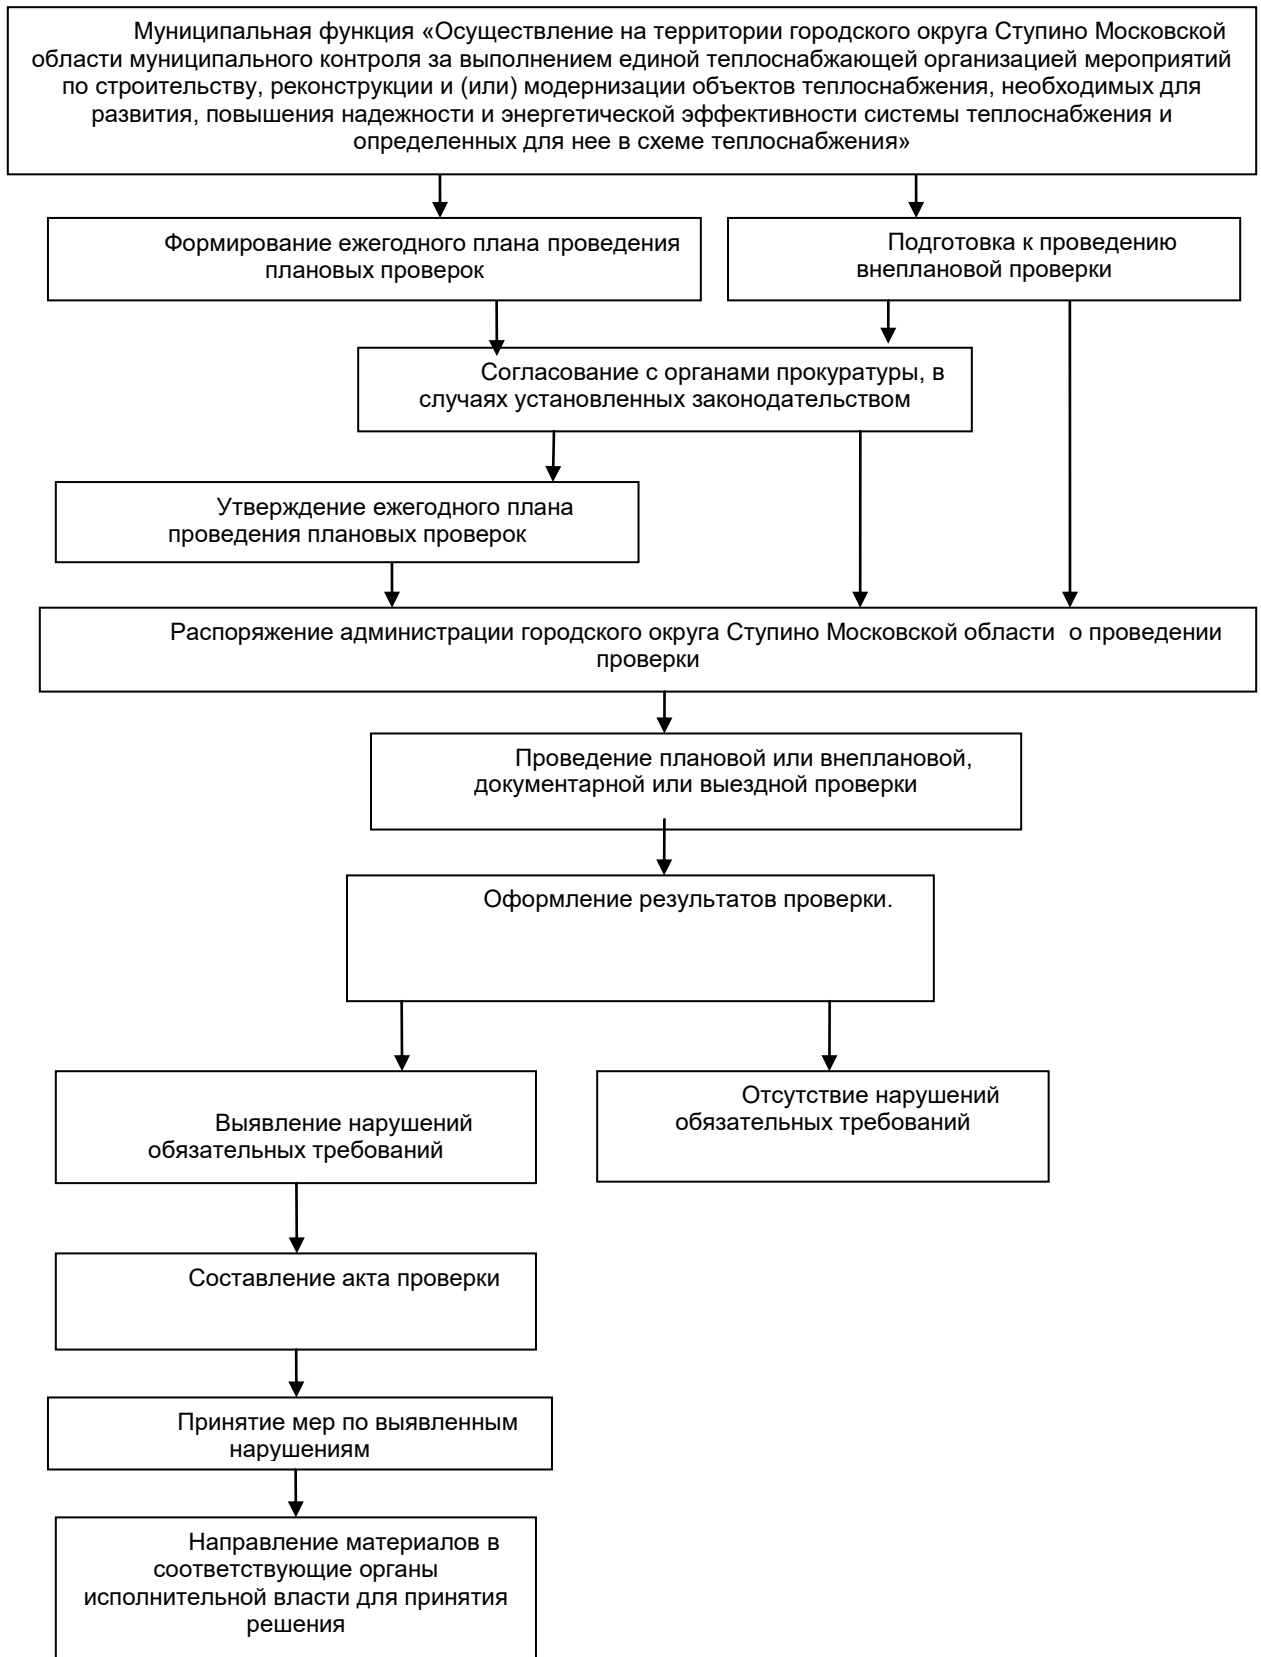 Муниципальная функция «Осуществление на территории городского округа Ступино Московской
области муниципального контроля за выполнением единой теплоснабжающей организацией мероприятий
по строительству, реконструкции и (или) модернизации объектов теплоснабжения, необходимых для
развития, повышения надежности и энергетической эффективности системы теплоснабжения и
определенных для нее в схеме теплоснабжения»
Формирование ежегодного плана проведения
плановых проверок
Подготовка к проведению
внеплановой проверки
Согласование с органами прокуратуры, в
случаях установленных законодательством
Утверждение ежегодного плана
проведения плановых проверок
Распоряжение администрации городского округа Ступино Московской области о проведении
проверки
Проведение плановой или внеплановой,
документарной или выездной проверки
Оформление результатов проверки.
Выявление нарушений
обязательных требований
Отсутствие нарушений
обязательных требований
Составление акта проверки
Принятие мер по выявленным
нарушениям
Направление материалов в
соответствующие органы
исполнительной власти для принятия
решения